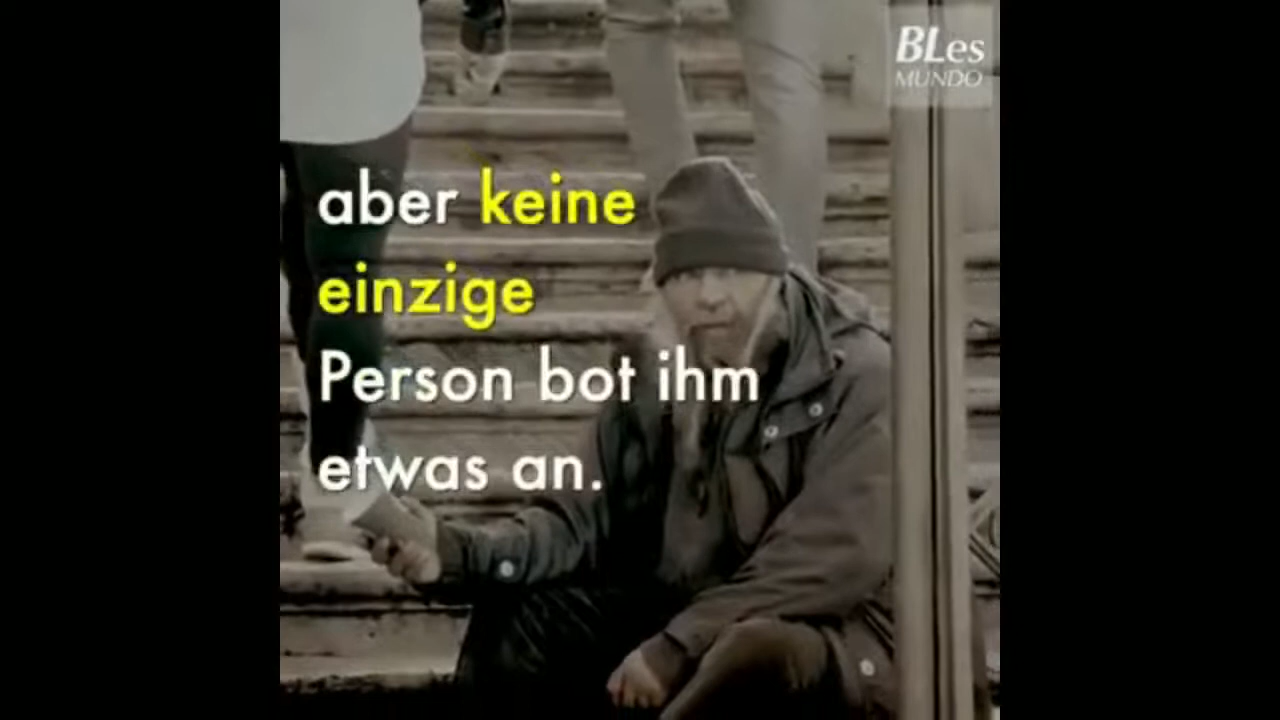 BLes
MUNDO
aber keine
einzige
Person bot ihm
etwas an.